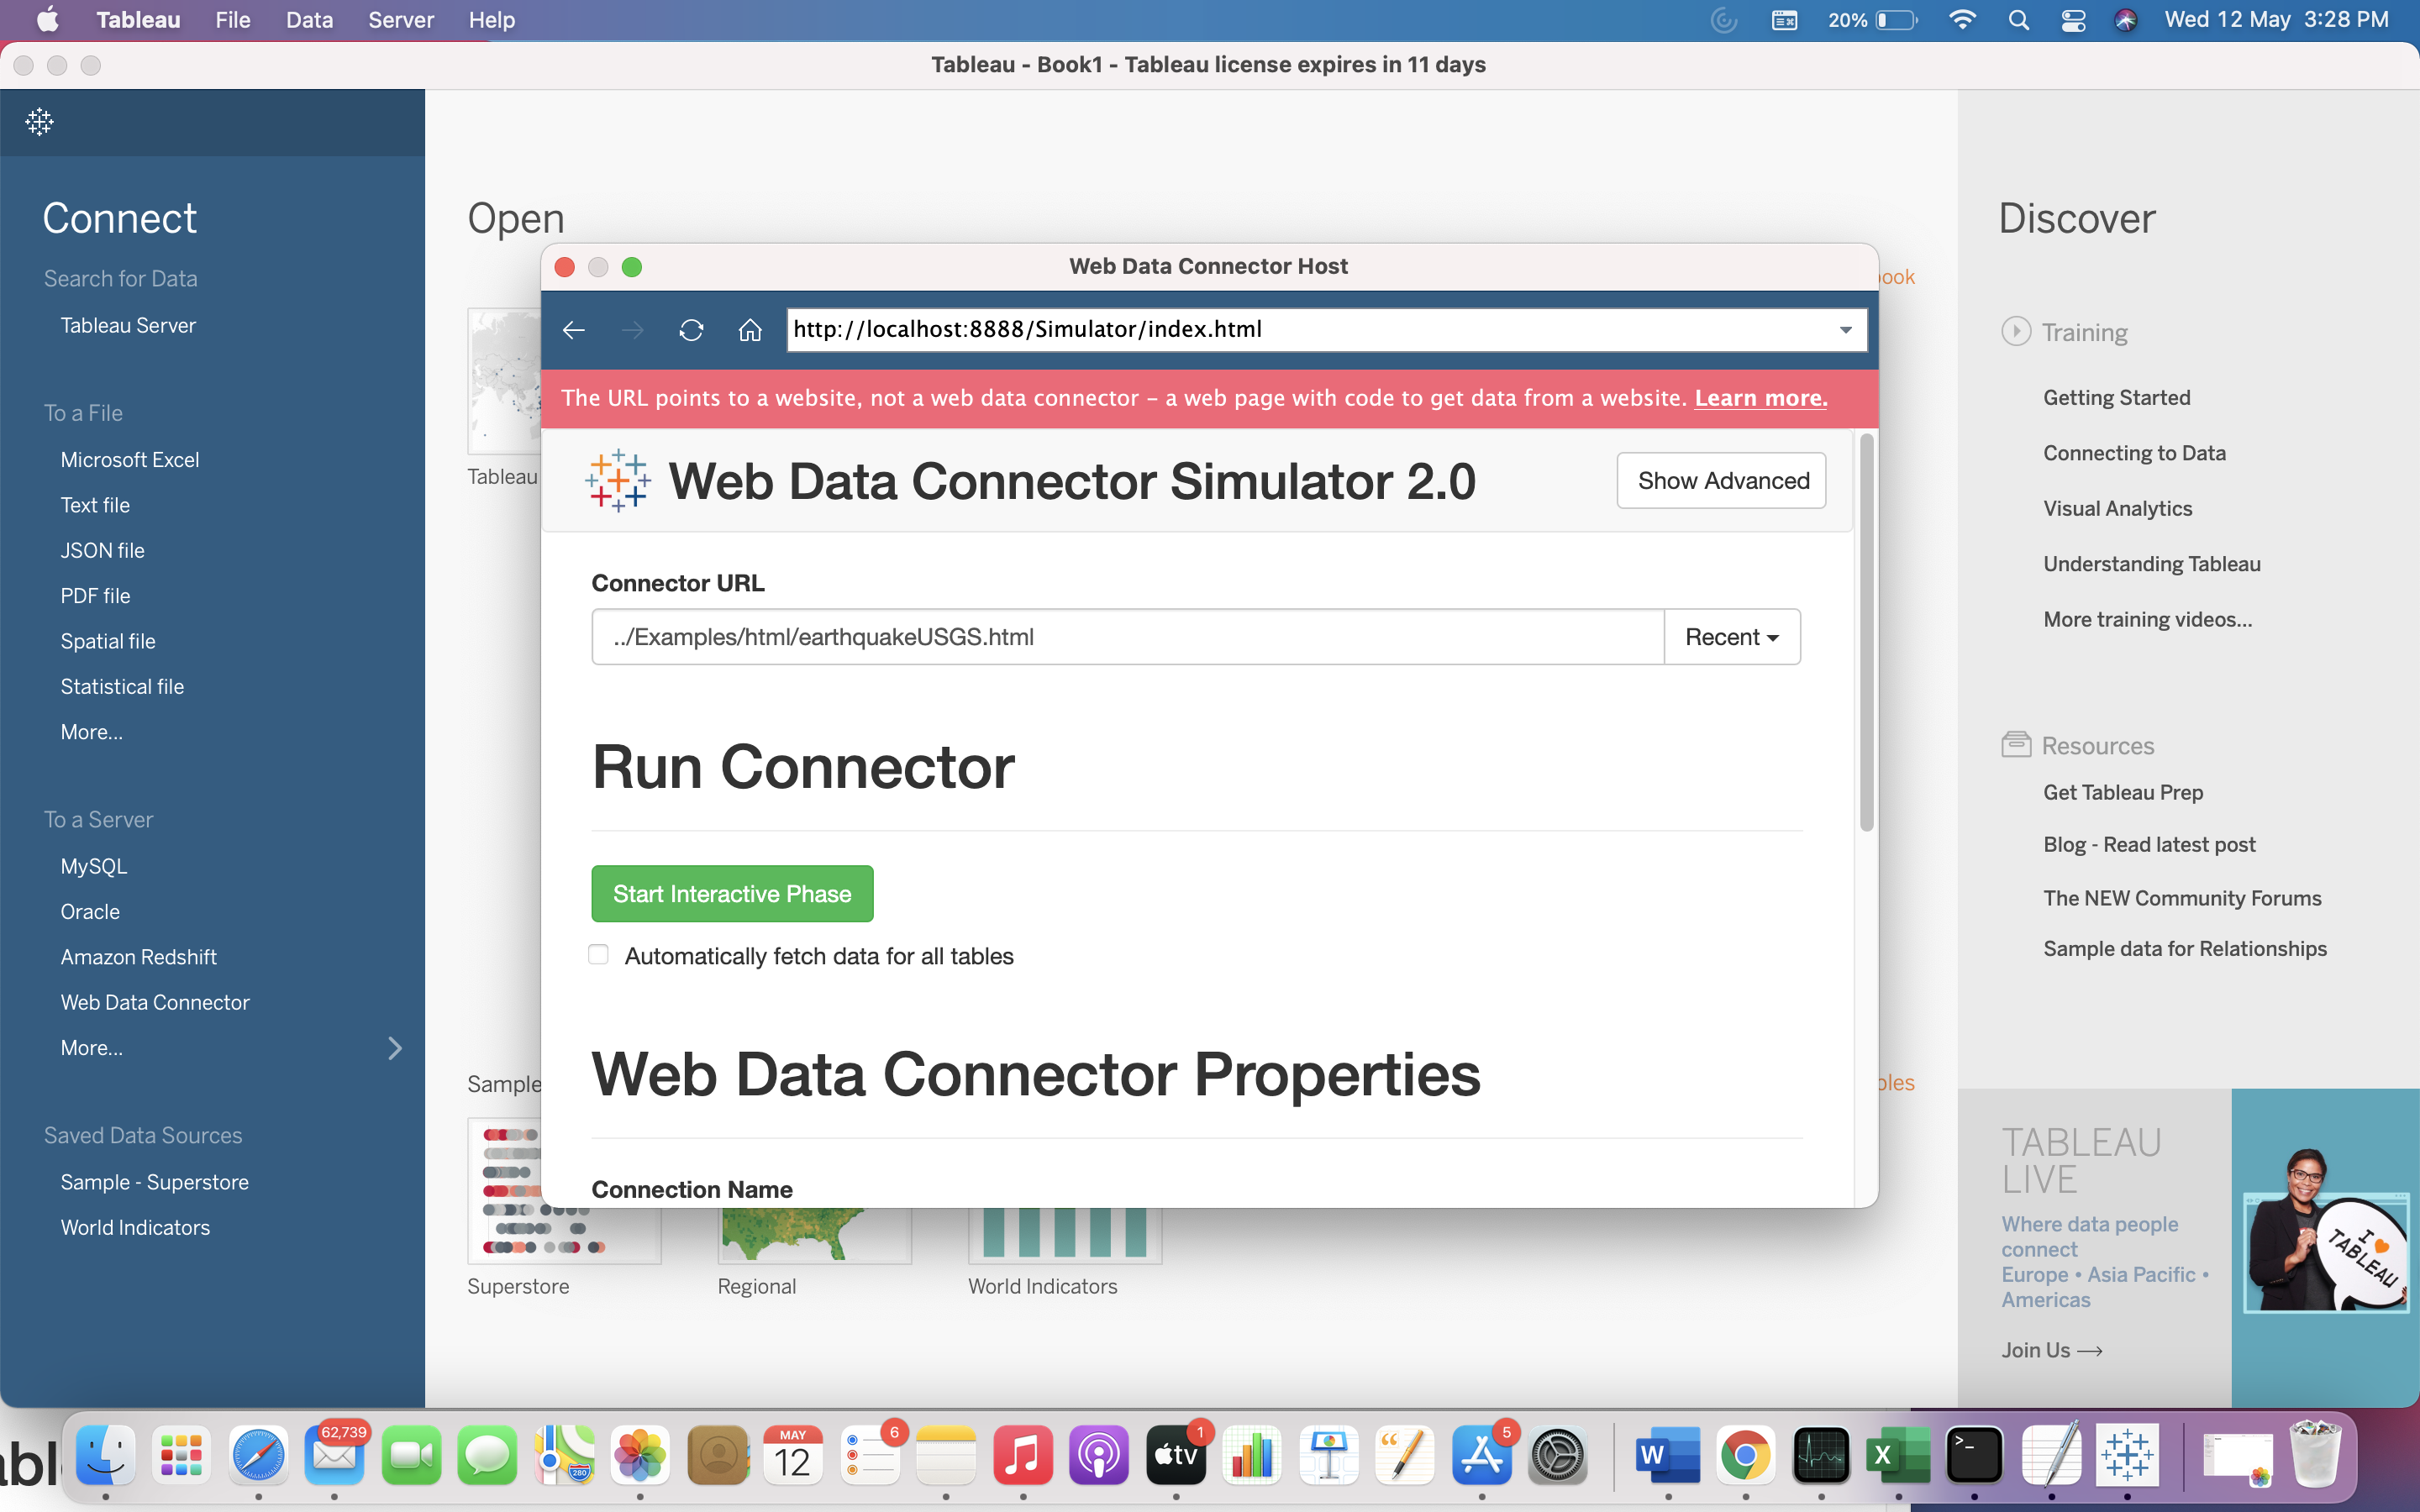 Tableau File Data Server Help 20% Wed 12 May 3:28 PM
Tableau - Book1 - Tableau license expires in 11 days
Connect
Search for Data
Tableau Server
To a File
Microsoft Excel
Text file
JSON file
PDF file
Spatial file
Statistical file
More...
To a Server
MySQL
Oracle
Amazon Redshift
Web Data Connector
More...
Saved Data Sources
Sample - Superstore
World Indicators
Open
Tableau
Sample
Superstore
Regional
World Indicators
Web Data Connector Host
http://localhost:8888/Simulator/index.html
The URL points to a website, not a web data connector – a web page with code to get data from a website. Learn more.
Web Data Connector Simulator 2.0
Show Advanced
Connector URL
../Examples/html/earthquakeUSGS.html
Recent
Run Connector
Start Interactive Phase
Automatically fetch data for all tables
Web Data Connector Properties
Connection Name
Discover
Training
Getting Started
Connecting to Data
Visual Analytics
Understanding Tableau
More training videos...
Resources
Get Tableau Prep
Blog - Read latest post
The NEW Community Forums
Sample data for Relationships
TABLEAU
LIVE
Where data people
connect
Europe • Asia Pacific •
Americas
Join Us →
I
TABLEAU
62,739
280
MAY
12
6
tv
1
5
W
X
>_